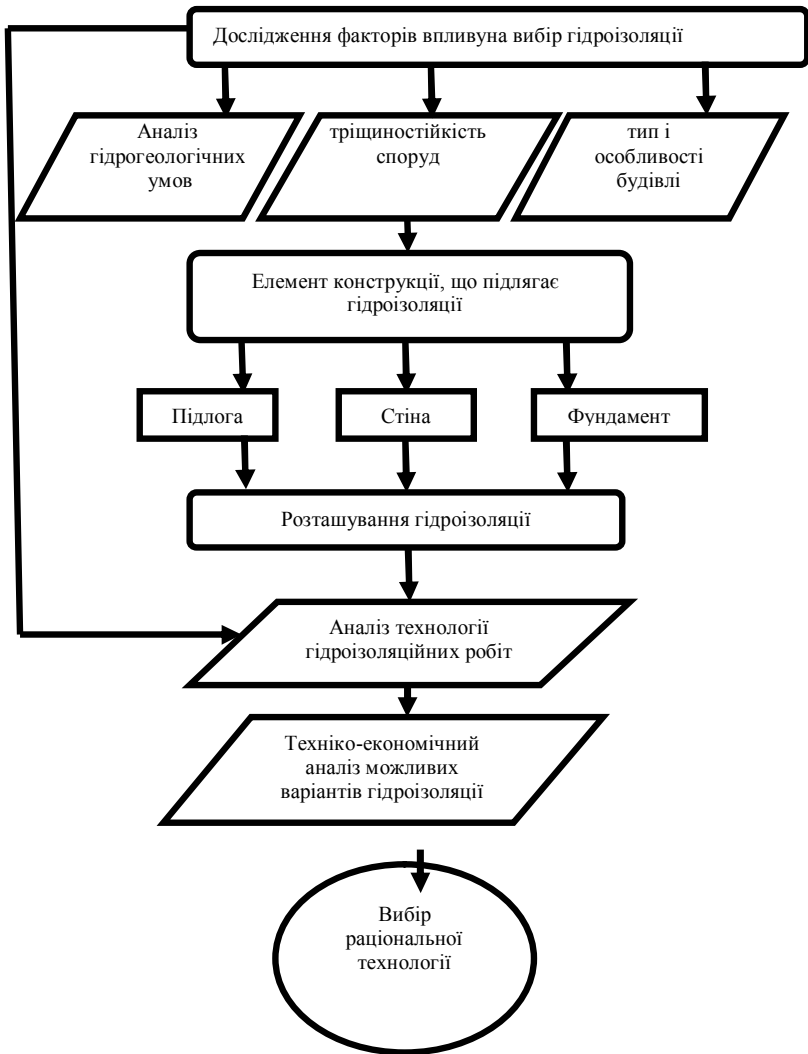 Дослідження факторів впливуна вибір гідроізоляції
Аналіз
гідрогеологічних
умов
тріщиностійкість
споруд
тип і
особливості
будівлі
Елемент конструкції, що підлягає
гідроізоляції
Підлога
Стіна
Фундамент
Розташування гідроізоляції
Аналіз технології
гідроізоляційних робіт
Техніко-економічний
аналіз можливих
варіантів гідроізоляції
Вибір
раціональної
технології